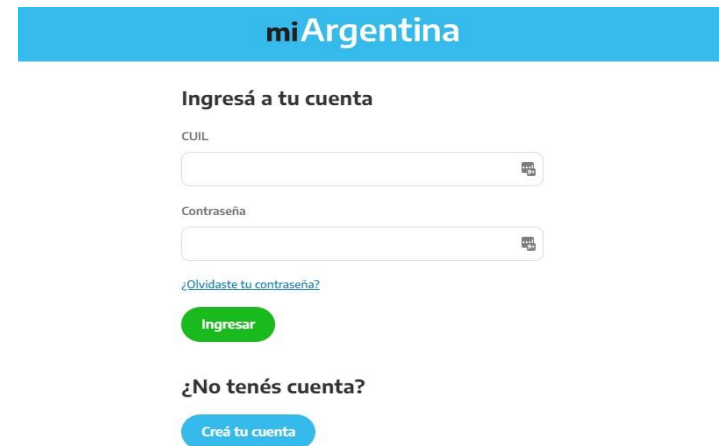 miArgentina
Ingresá a tu cuenta
CUIL
Contraseña
¿Olvidaste tu contraseña?
Ingresar
¿No tenés cuenta?
Creá tu cuenta